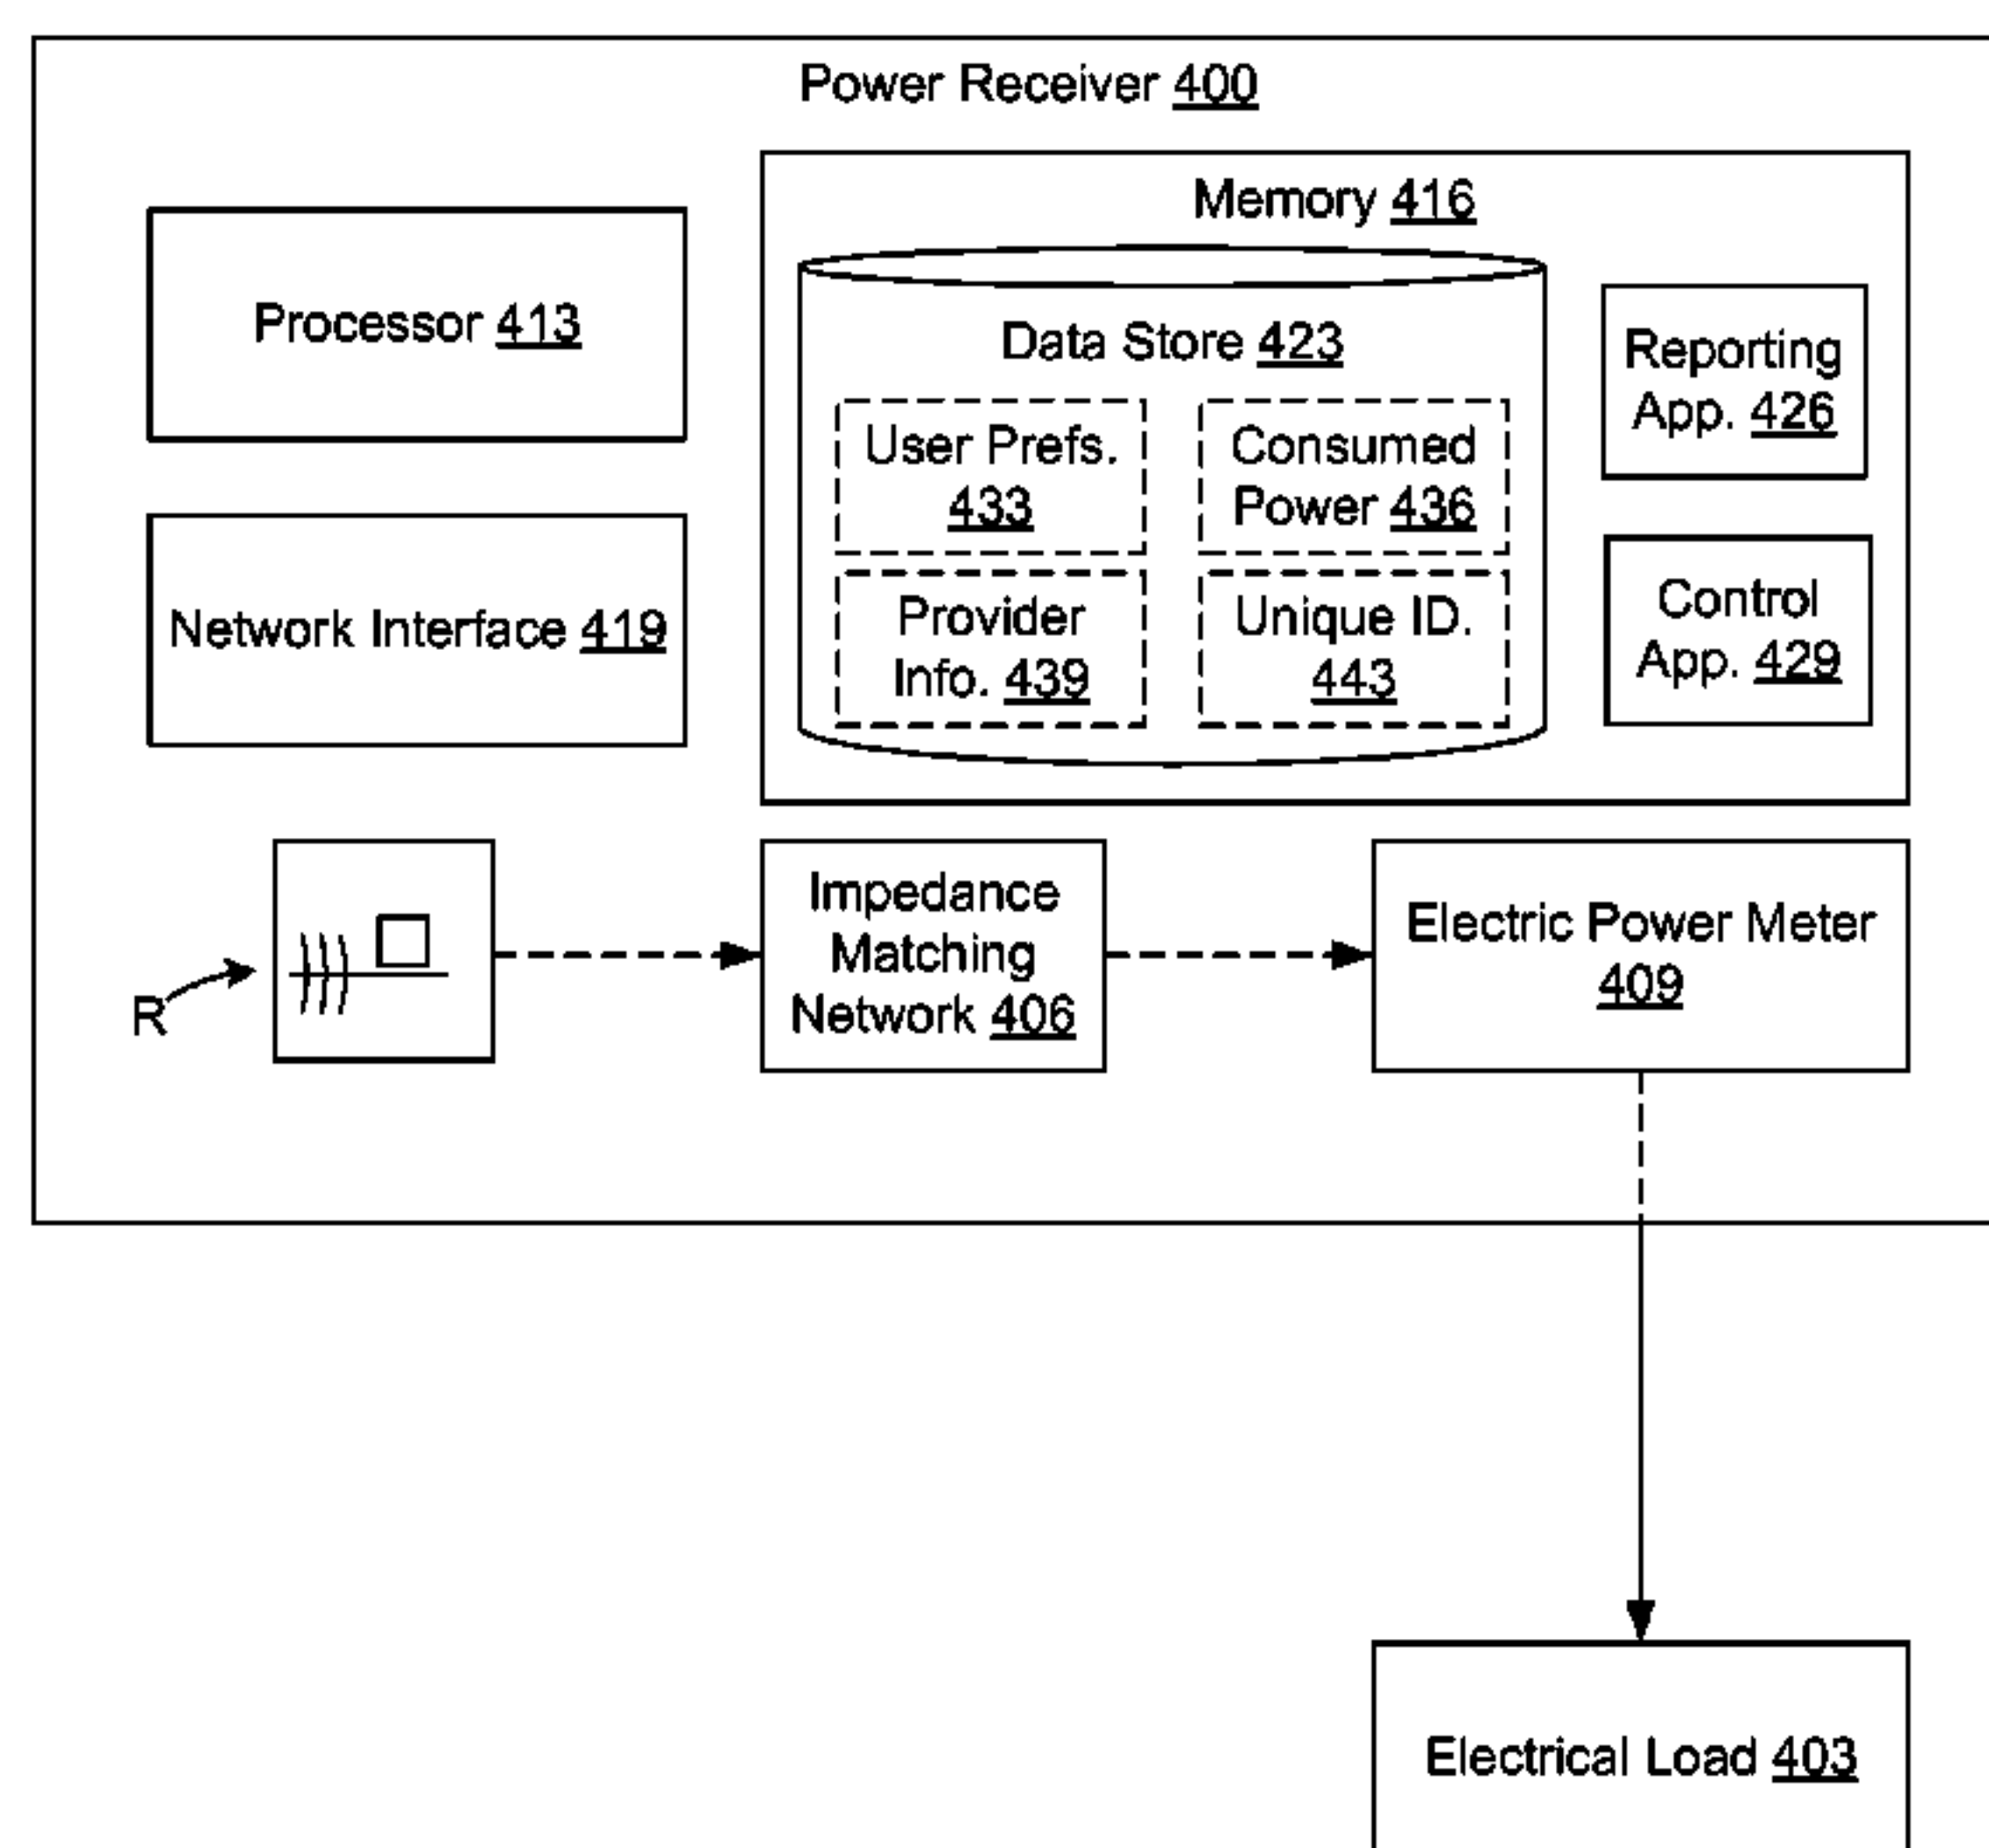 Power Receiver 400
Memory 416
Processor 413
Data Store 423
Reporting
App. 426
User Prefs.
433
Consumed
Power 436
Network Interface 419
Provider
Info. 439
Unique ID.
443
Control
App. 429
R
Impedance
Matching
Network 406
Electric Power Meter
409
Electrical Load 403